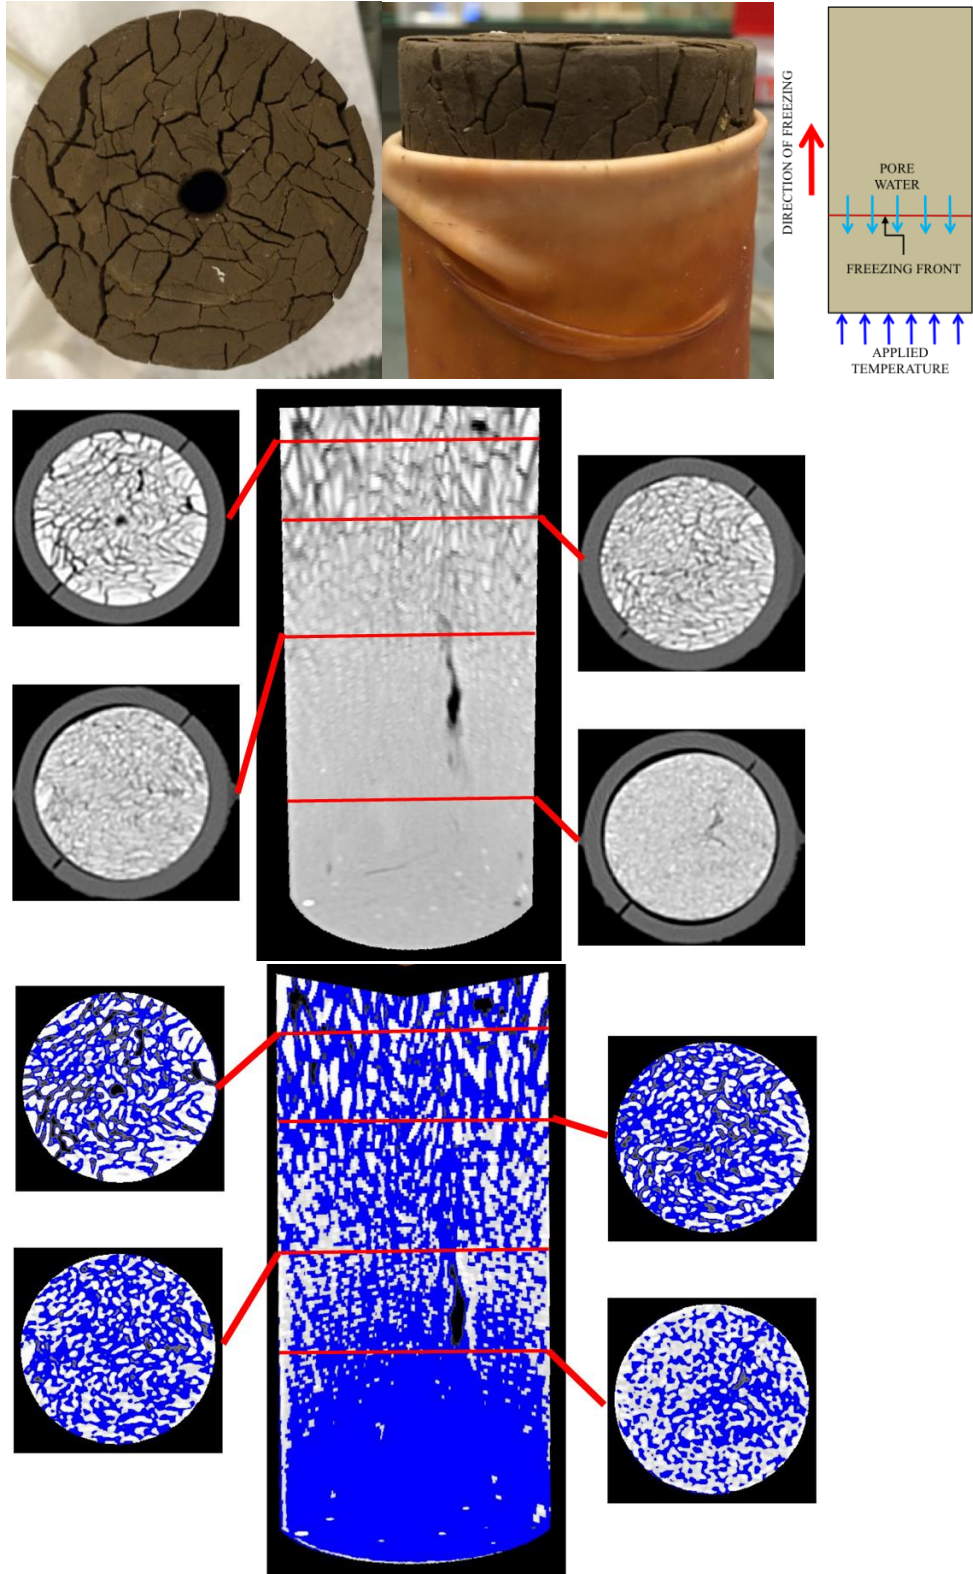 DIRECTION OF FREEZING
PORE
WATER
FREEZING FRONT
APPLIED
TEMPERATURE